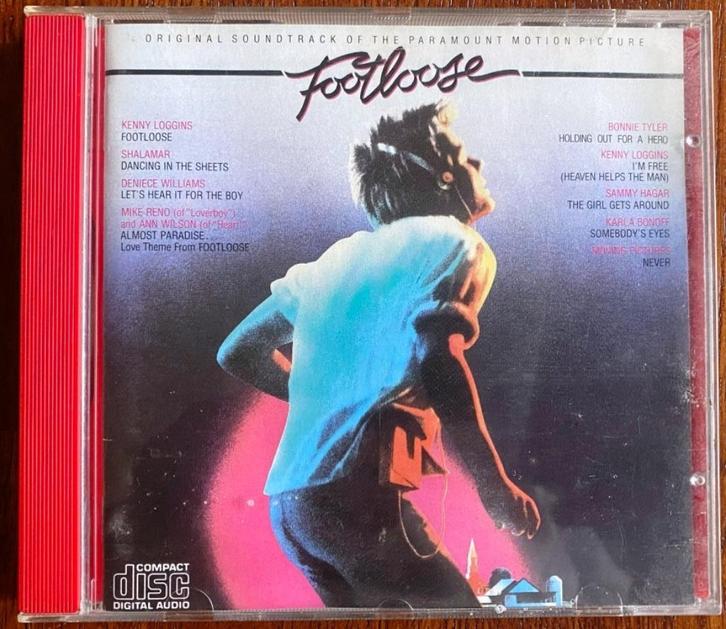 ORIGINAL SOUNDTRACK OF THE PARAMOUNT MOTION PICTURE
Footloose
KENNY LOGGINS
FOOTLOOSE
SHALAMAR
DANCING IN THE SHEETS
DENIECE WILLIAMS
LET'S HEAR IT FOR THE BOY
MIKE RENO (of "Loverboy")
and ANN WILSON (of "Heart")
ALMOST PARADISE...
Love Theme From FOOTLOOSE
BONNIE TYLER
HOLDING OUT FOR A HERO
KENNY LOGGINS
I'M FREE
(HEAVEN HELPS THE MAN)
SAMMY HAGAR
THE GIRL GETS AROUND
KARLA BONOFF
SOMEBODY'S EYES
MOVING PICTURES
NEVER
COMPACT
disc
DIGITAL AUDIO